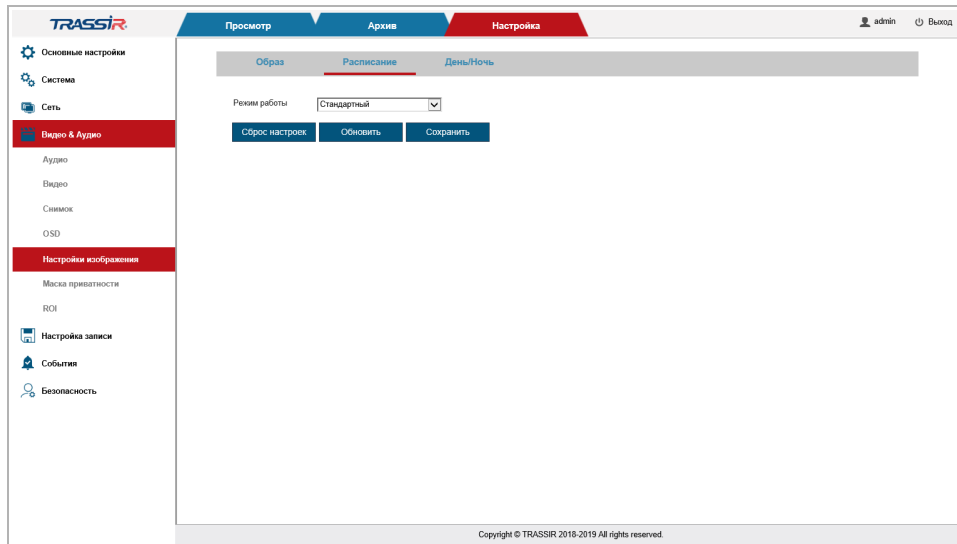 TRASSIR
Просмотр
Архив
Настройка
admin
Выход
Основные настройки
Система
Сеть
Видео & Аудио
Аудио
Видео
Снимок
OSD
Настройки изображения
Маска приватности
ROI
Настройка записи
События
Безопасность
Образ
Расписание
День/Ночь
Режим работы
Стандартный
Сброс настроек
Обновить
Сохранить
Copyright © TRASSIR 2018-2019 All rights reserved.